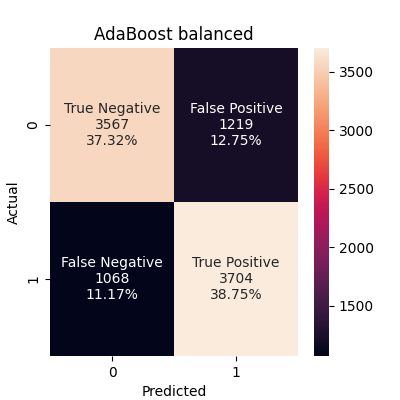 AdaBoost balanced
True Negative
3567
37.32%
False Positive
1219
12.75%
False Negative
1068
11.17%
True Positive
3704
38.75%
0
1
Actual
0
1
Predicted
3500
3000
2500
2000
1500